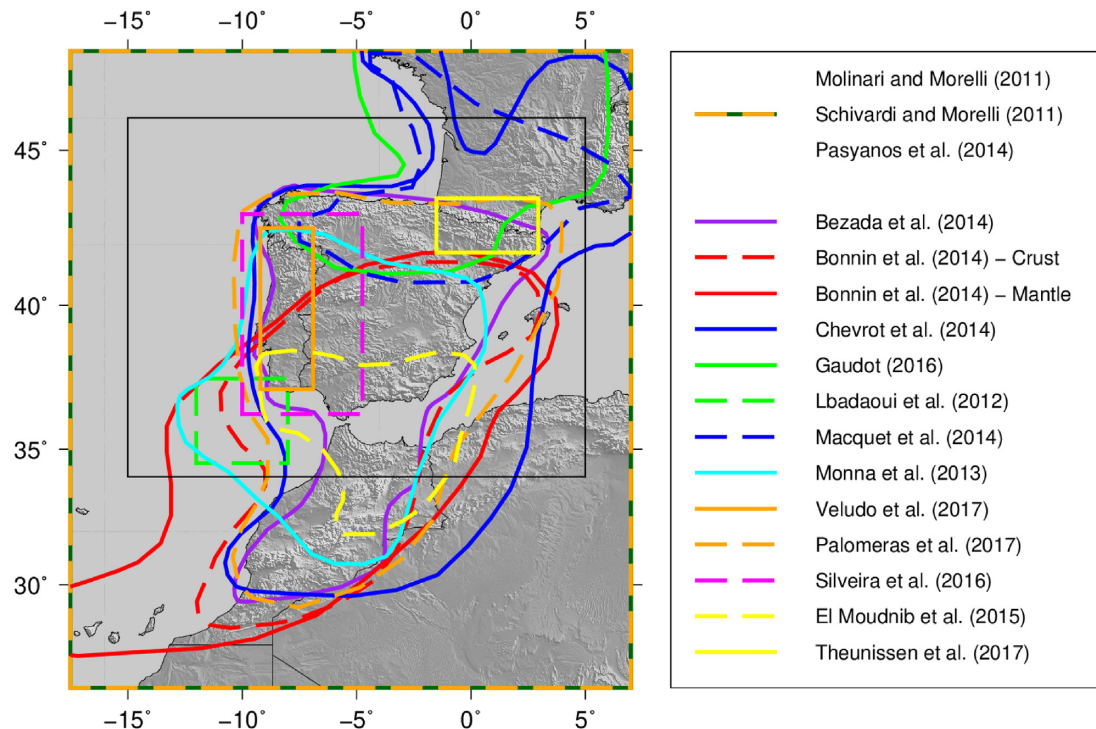 −15˚ −10˚ −5˚ 0˚ 5˚
45˚
40˚
35˚
30˚
−15˚ −10˚ −5˚ 0˚ 5˚
Molinari and Morelli (2011)
Schivardi and Morelli (2011)
Pasyanos et al. (2014)
Bezada et al. (2014)
Bonnin et al. (2014) − Crust
Bonnin et al. (2014) − Mantle
Chevrot et al. (2014)
Gaudot (2016)
Lbadaoui et al. (2012)
Macquet et al. (2014)
Monna et al. (2013)
Veludo et al. (2017)
Palomeras et al. (2017)
Silveira et al. (2016)
El Moudnib et al. (2015)
Theunissen et al. (2017)